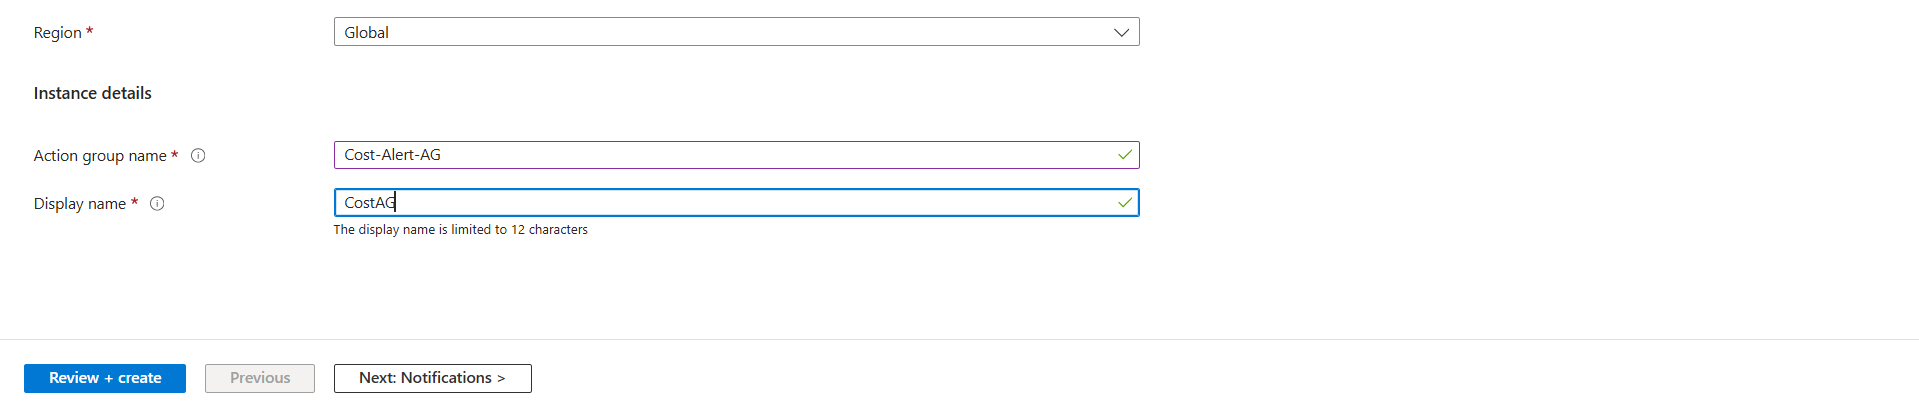 Region *
Global
Instance details
Action group name *
Cost-Alert-AG
Display name *
CostAG
The display name is limited to 12 characters
Review + create
Previous
Next: Notifications >